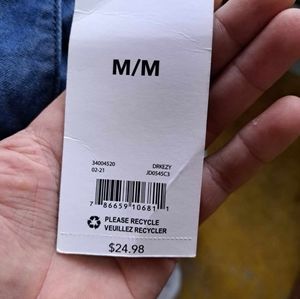 M/M
34004520 DRKEZY
02-21 JD0545C3
7 86659 10681 1
PLEASE RECYCLE
VEUILLEZ RECYCLER
$24.98